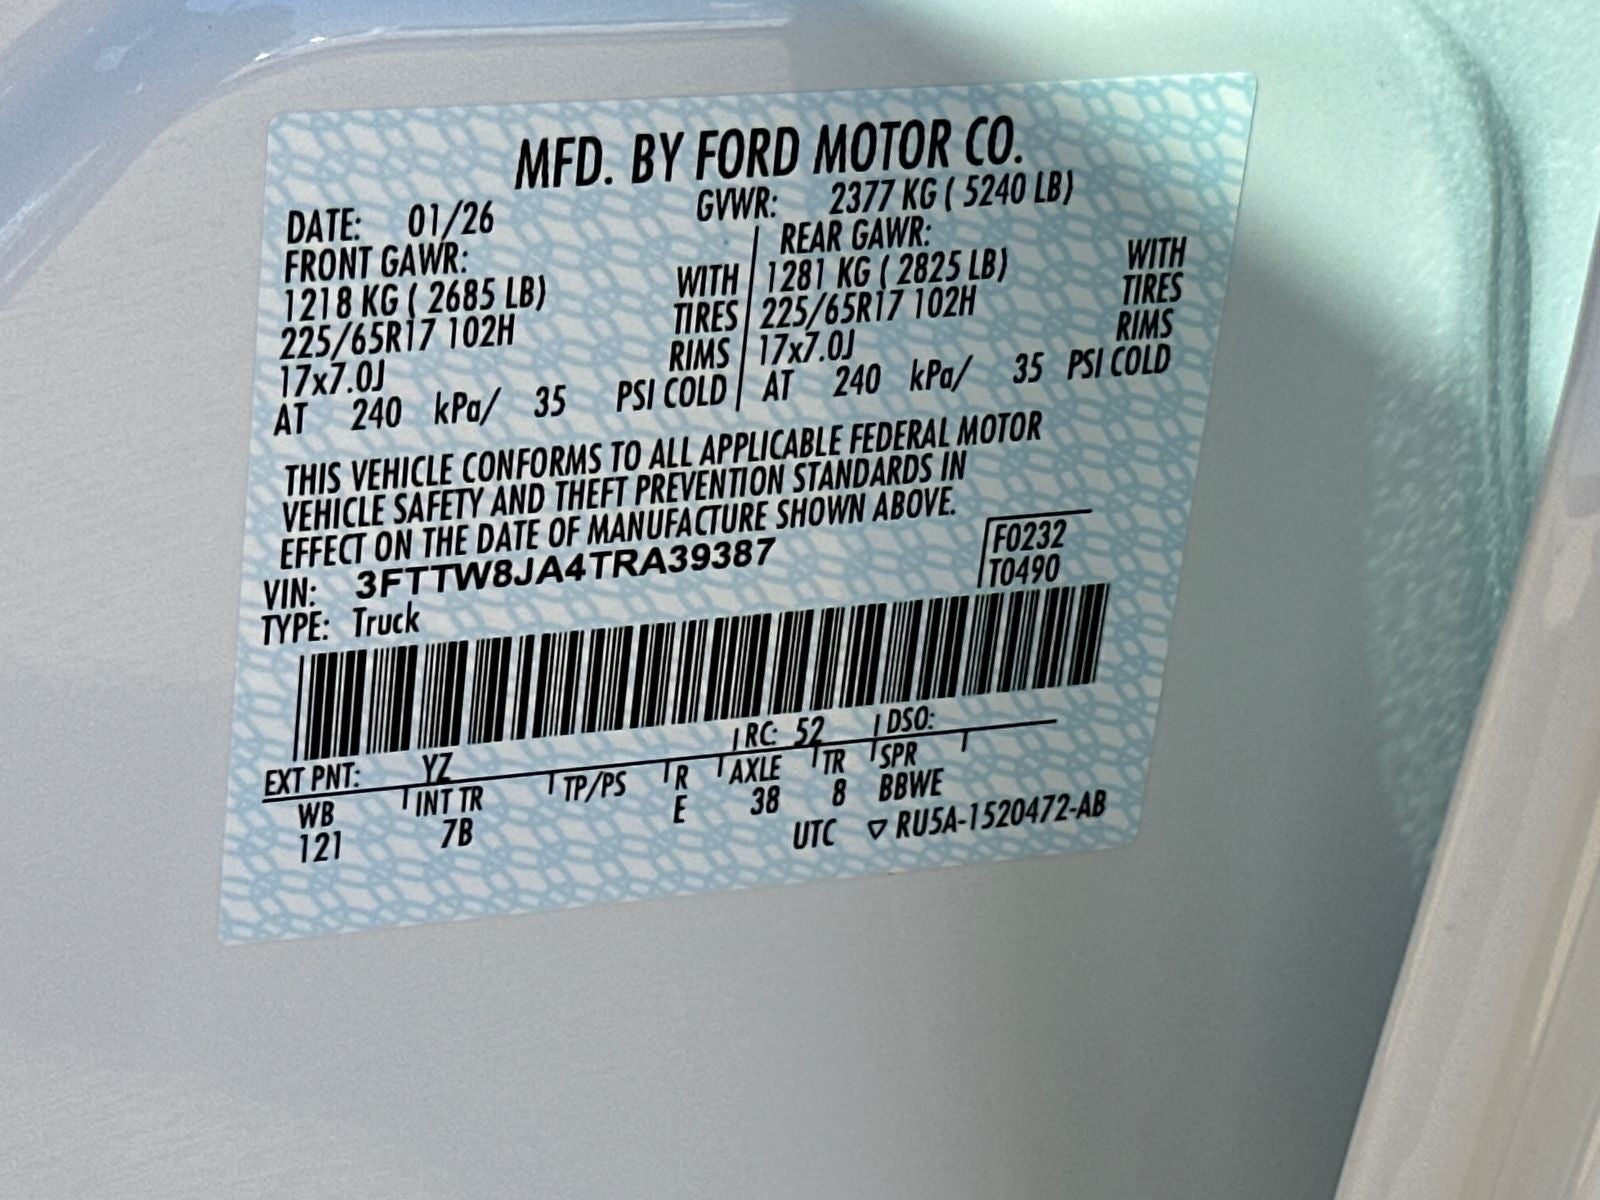 MFD. BY FORD MOTOR CO.
DATE: 01/26 GVWR: 2377 KG ( 5240 LB)
FRONT GAWR: REAR GAWR:
1218 KG ( 2685 LB) WITH 1281 KG ( 2825 LB) WITH
225/65R17 102H TIRES 225/65R17 102H TIRES
17x7.0J RIMS 17x7.0J RIMS
AT 240 kPa/ 35 PSI COLD AT 240 kPa/ 35 PSI COLD
THIS VEHICLE CONFORMS TO ALL APPLICABLE FEDERAL MOTOR
VEHICLE SAFETY AND THEFT PREVENTION STANDARDS IN
EFFECT ON THE DATE OF MANUFACTURE SHOWN ABOVE.
VIN: 3FTTW8JA4TRA39387 F0232
TYPE: Truck T0490
EXT PNT: YZ RC: 52 DSO:
WB INT TR TP/PS R AXLE TR SPR
121 7B E 38 8 BBWE
UTC ▽ RU5A-1520472-AB